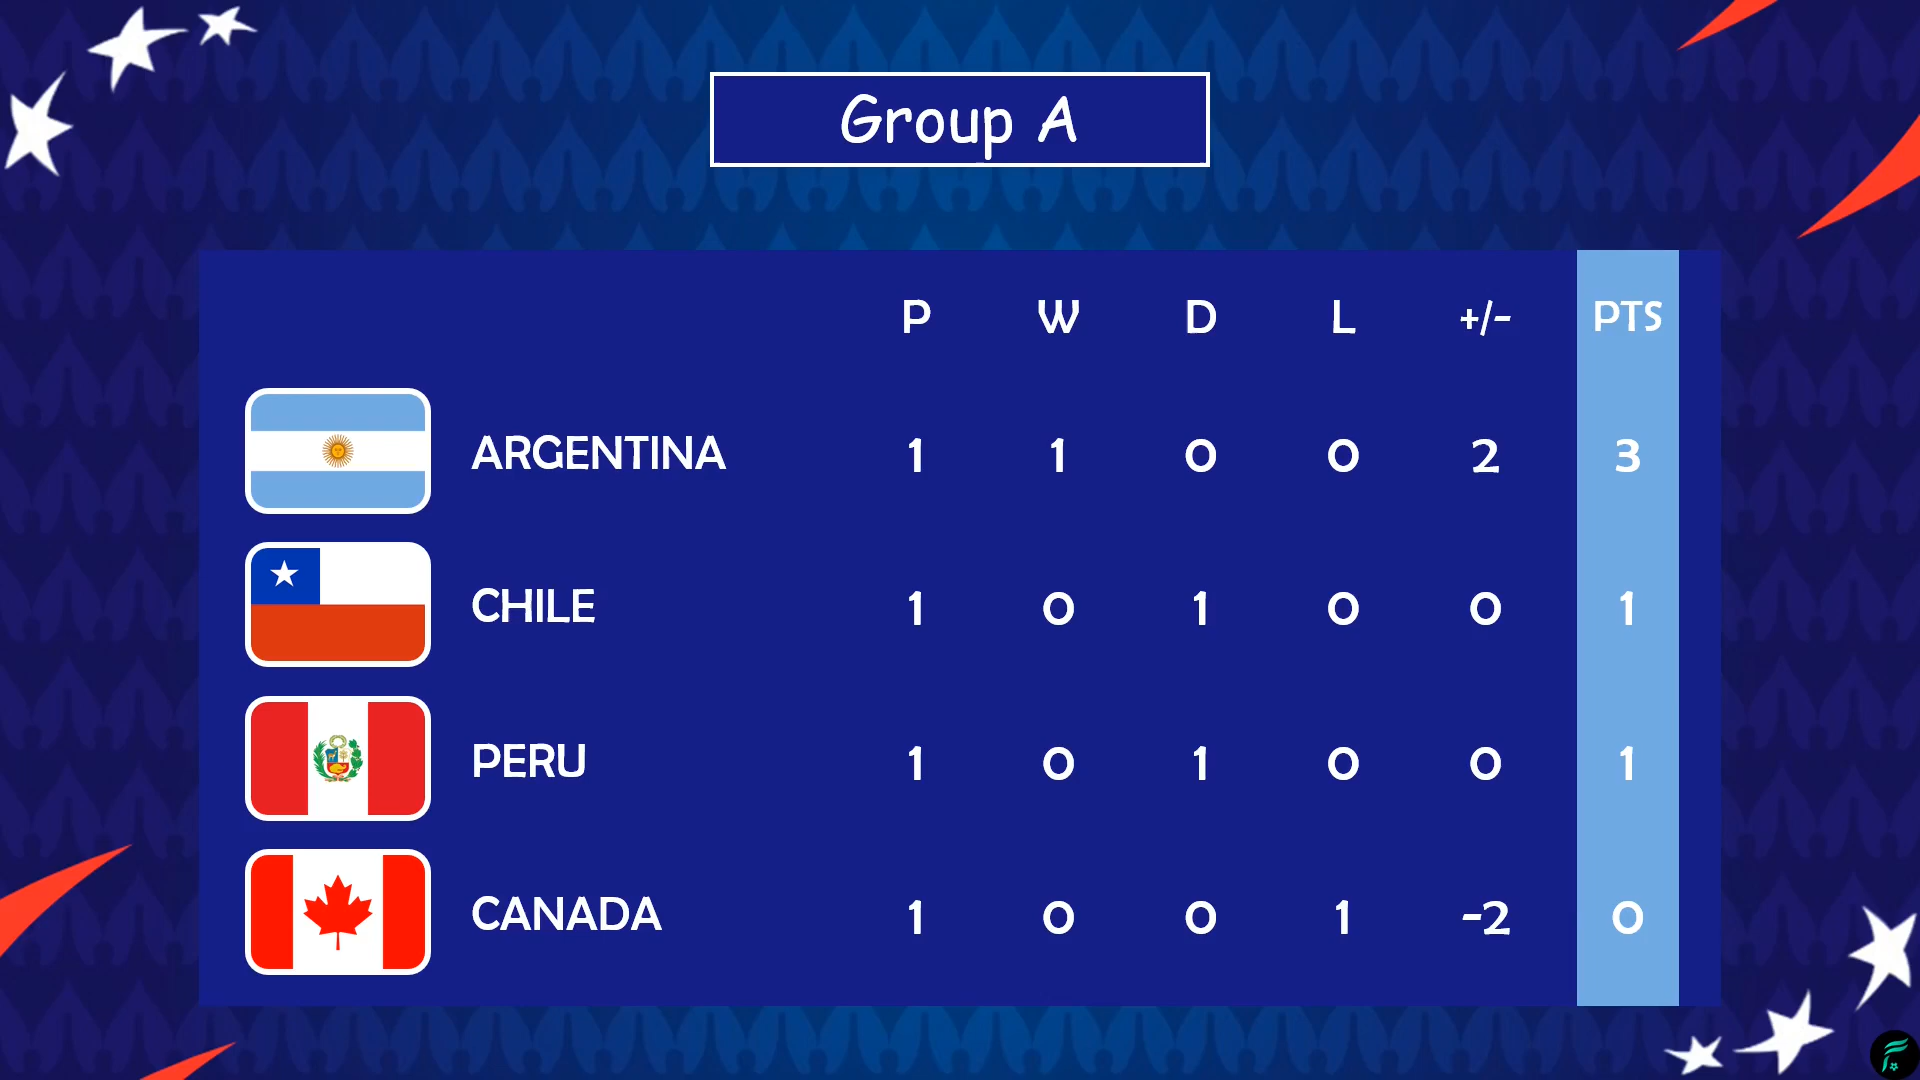 Group A
P W D L +/- PTS
ARGENTINA 1 1 0 0 2 3
CHILE 1 0 1 0 0 1
PERU 1 0 1 0 0 1
CANADA 1 0 0 1 -2 0